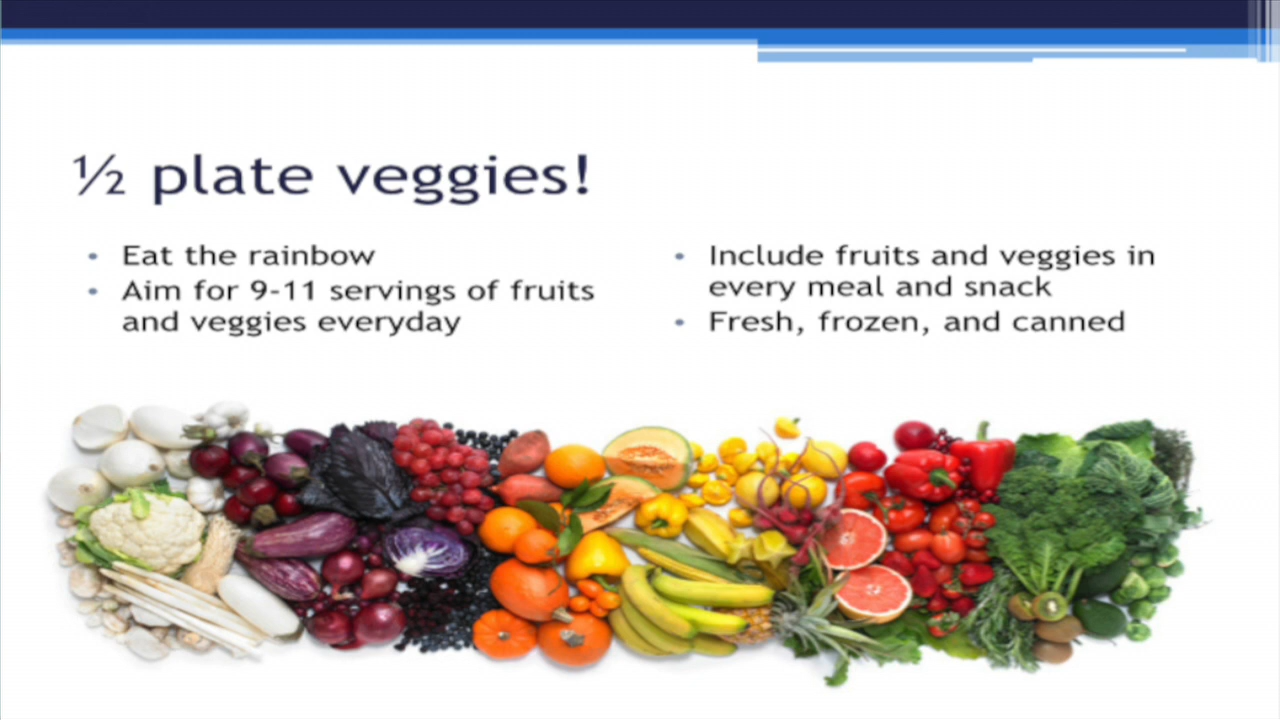 ½ plate veggies!
• Eat the rainbow
• Aim for 9-11 servings of fruits
and veggies everyday
• Include fruits and veggies in
every meal and snack
• Fresh, frozen, and canned